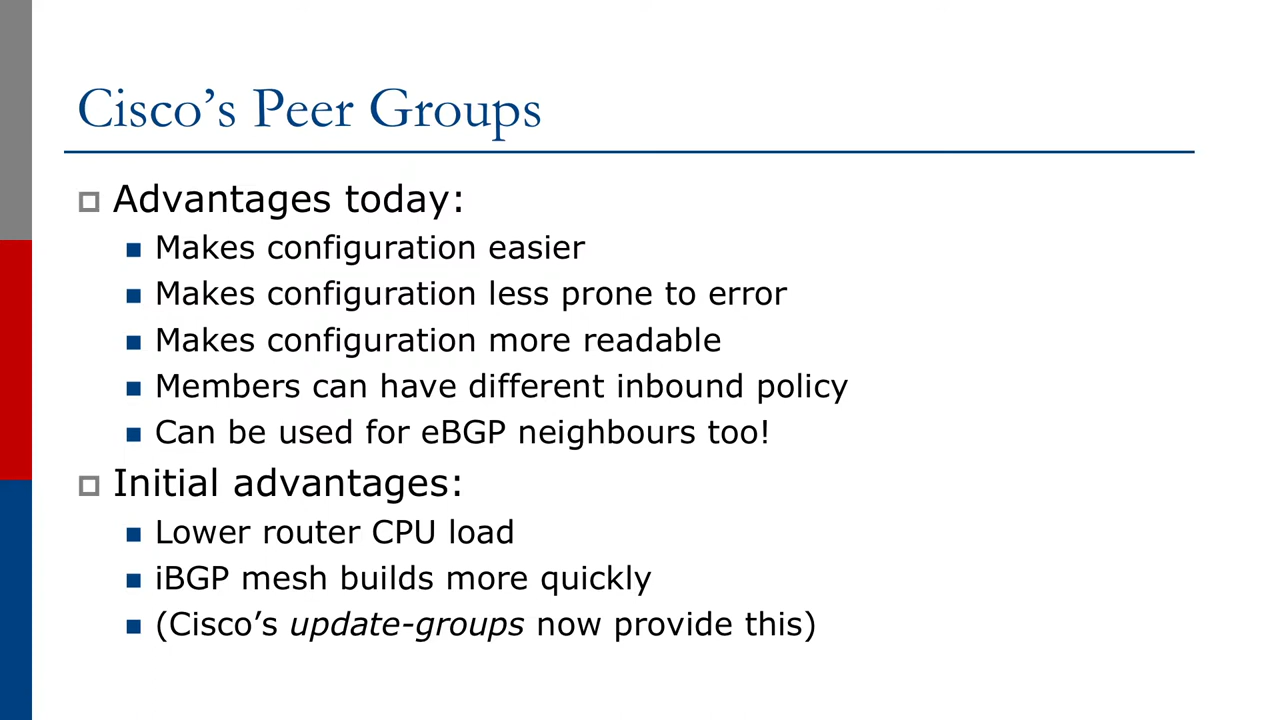 Cisco’s Peer Groups
Advantages today:
Makes configuration easier
Makes configuration less prone to error
Makes configuration more readable
Members can have different inbound policy
Can be used for eBGP neighbours too!
Initial advantages:
Lower router CPU load
iBGP mesh builds more quickly
(Cisco’s update-groups now provide this)